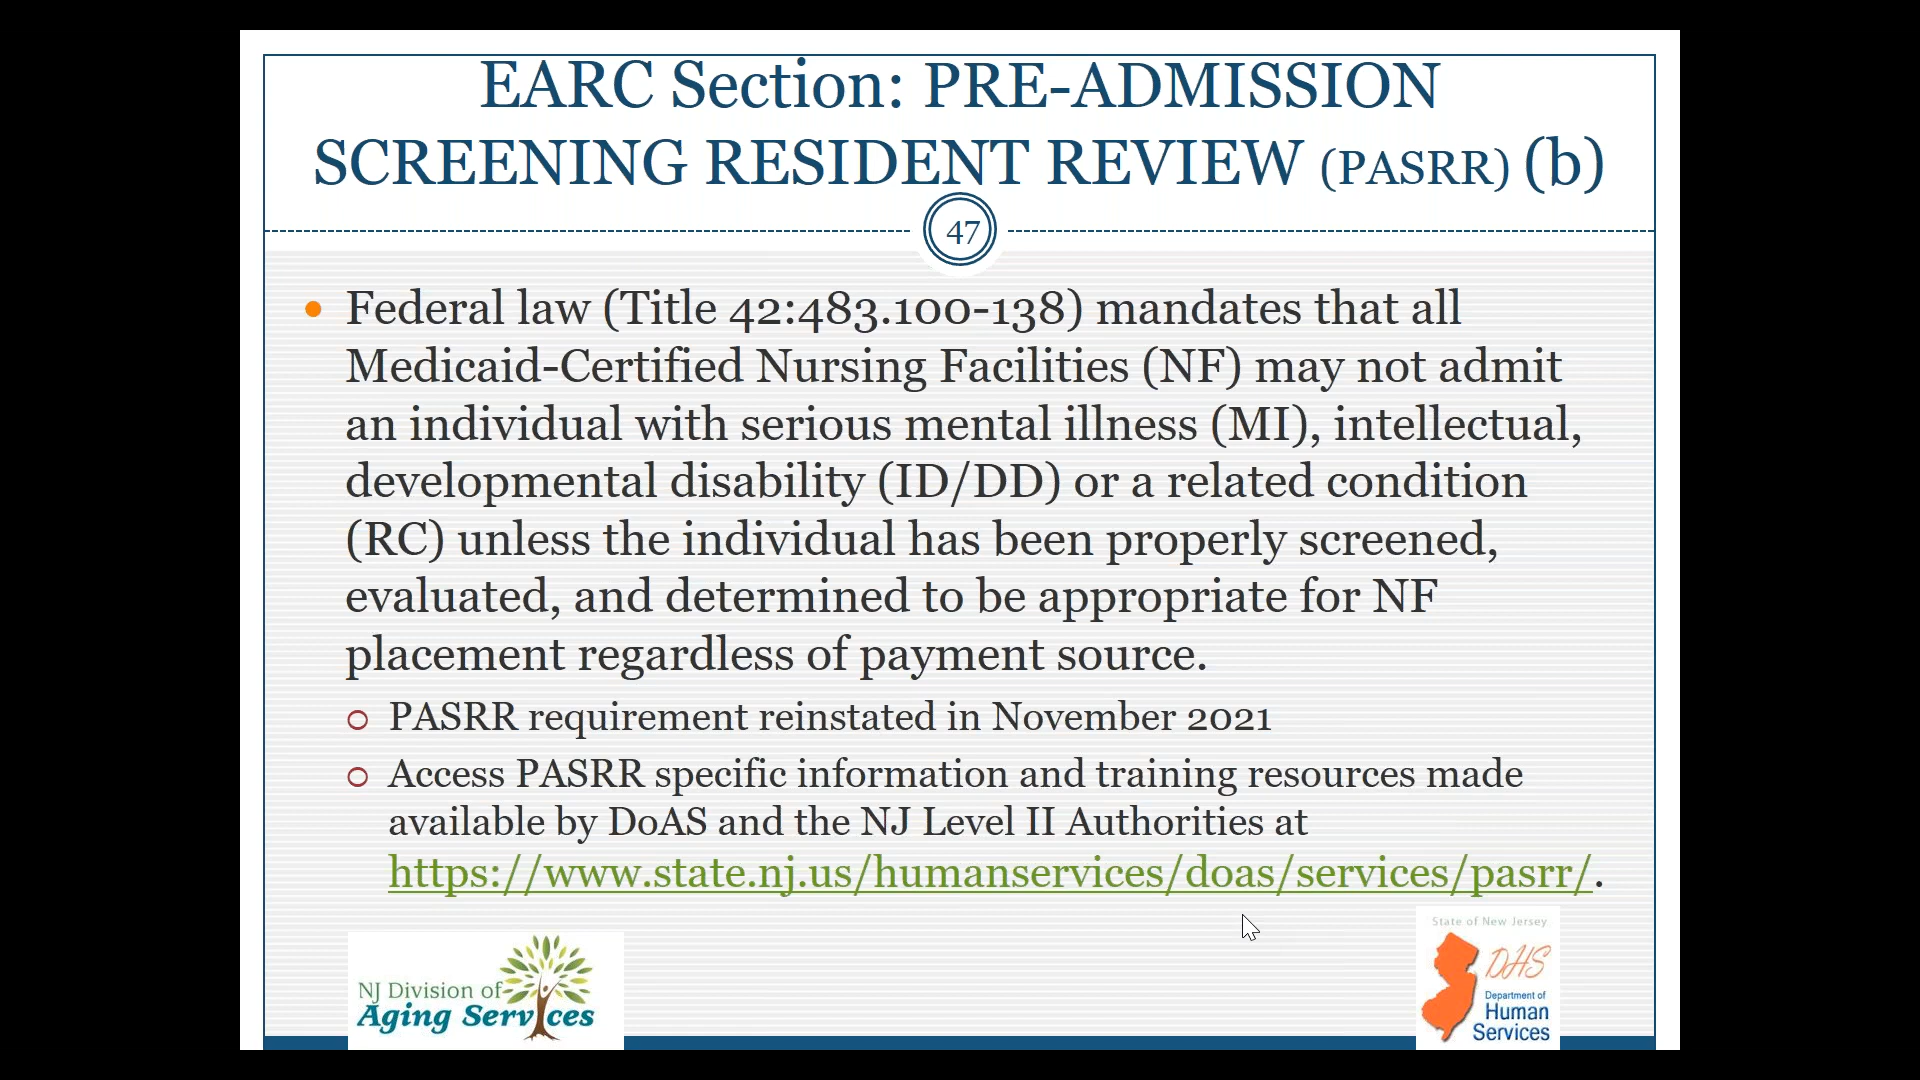 EARC Section: PRE-ADMISSION
SCREENING RESIDENT REVIEW (PASRR) (b)
47
Federal law (Title 42:483.100-138) mandates that all
Medicaid-Certified Nursing Facilities (NF) may not admit
an individual with serious mental illness (MI), intellectual,
developmental disability (ID/DD) or a related condition
(RC) unless the individual has been properly screened,
evaluated, and determined to be appropriate for NF
placement regardless of payment source.
PASRR requirement reinstated in November 2021
Access PASRR specific information and training resources made
available by DoAS and the NJ Level II Authorities at
https://www.state.nj.us/humanservices/doas/services/pasrr/.
NJ Division of
Aging Services
State of New Jersey
DHS
Department of
Human
Services